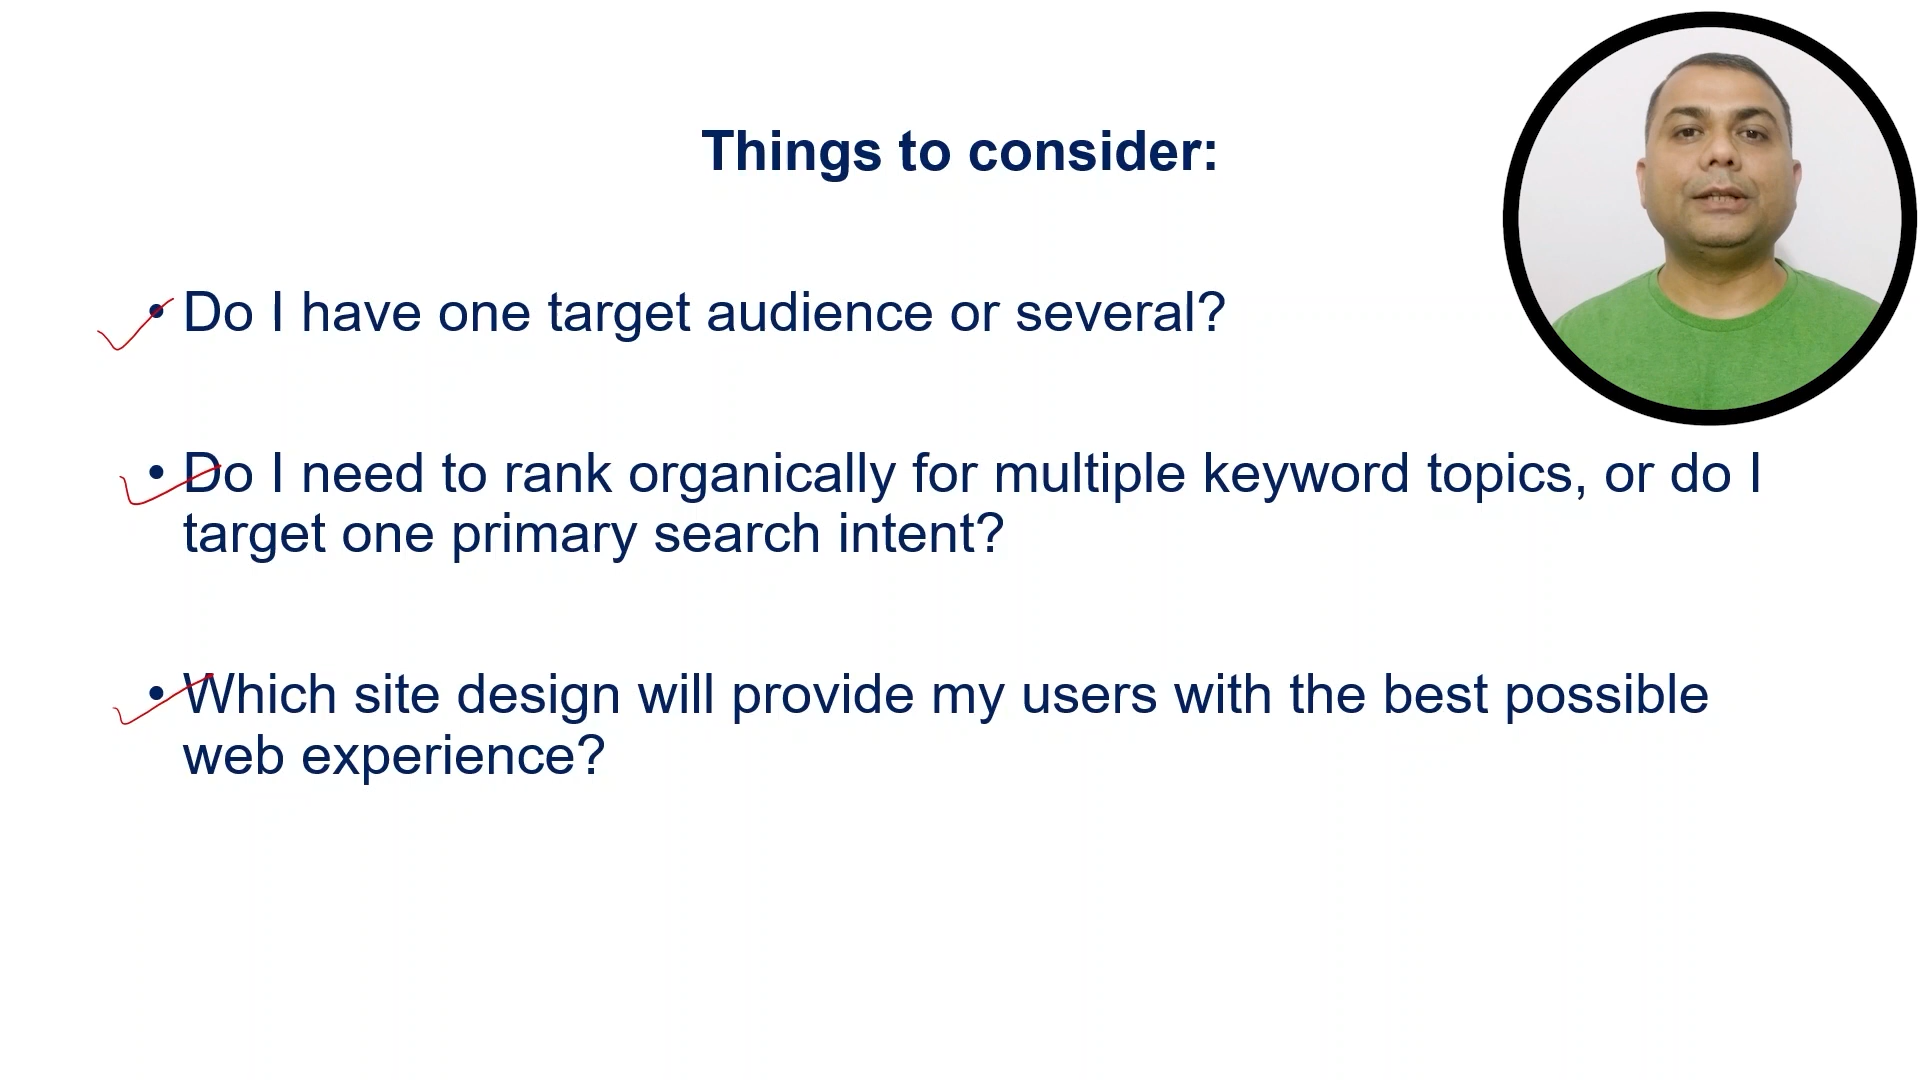 Things to consider:
• Do I have one target audience or several?
• Do I need to rank organically for multiple keyword topics, or do I
target one primary search intent?
• Which site design will provide my users with the best possible
web experience?